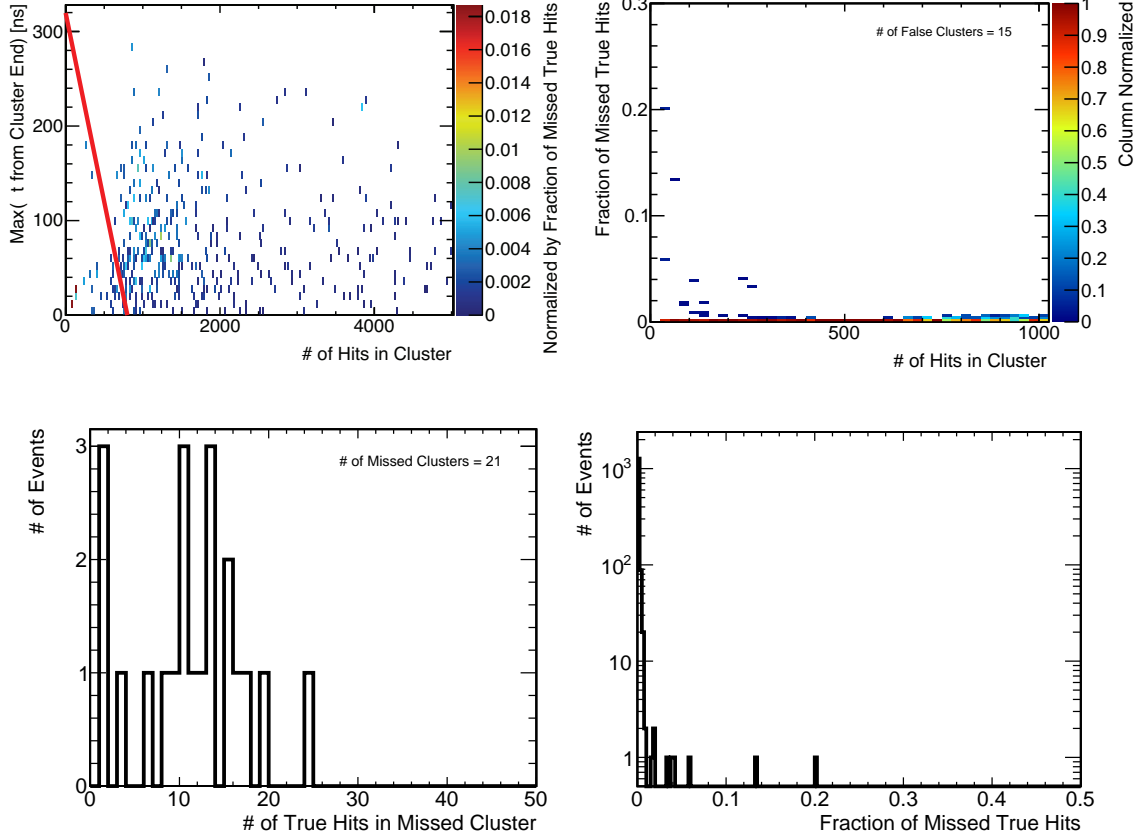 Max( t from Cluster End) [ns]
300
200
100
0
0 2000 4000
# of Hits in Cluster
0.018
0.016
0.014
0.012
0.01
0.008
0.006
0.004
0.002
0
Normalized by Fraction of Missed True Hits
Fraction of Missed True Hits
0.3
0.2
0.1
0
0 500 1000
# of Hits in Cluster
# of False Clusters = 15
1
0.9
0.8
0.7
0.6
0.5
0.4
0.3
0.2
0.1
0
Column Normalized
# of Events
3
2
1
0
0 10 20 30 40 50
# of True Hits in Missed Cluster
# of Missed Clusters = 21
# of Events
10^3
10^2
10
1
0 0.1 0.2 0.3 0.4 0.5
Fraction of Missed True Hits